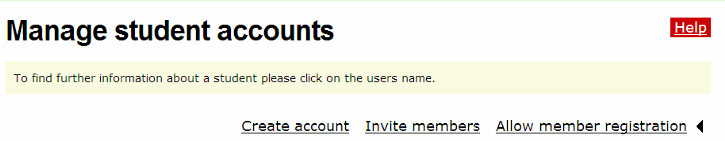 Manage student accounts
Help
To find further information about a student please click on the users name.
Create account Invite members Allow member registration